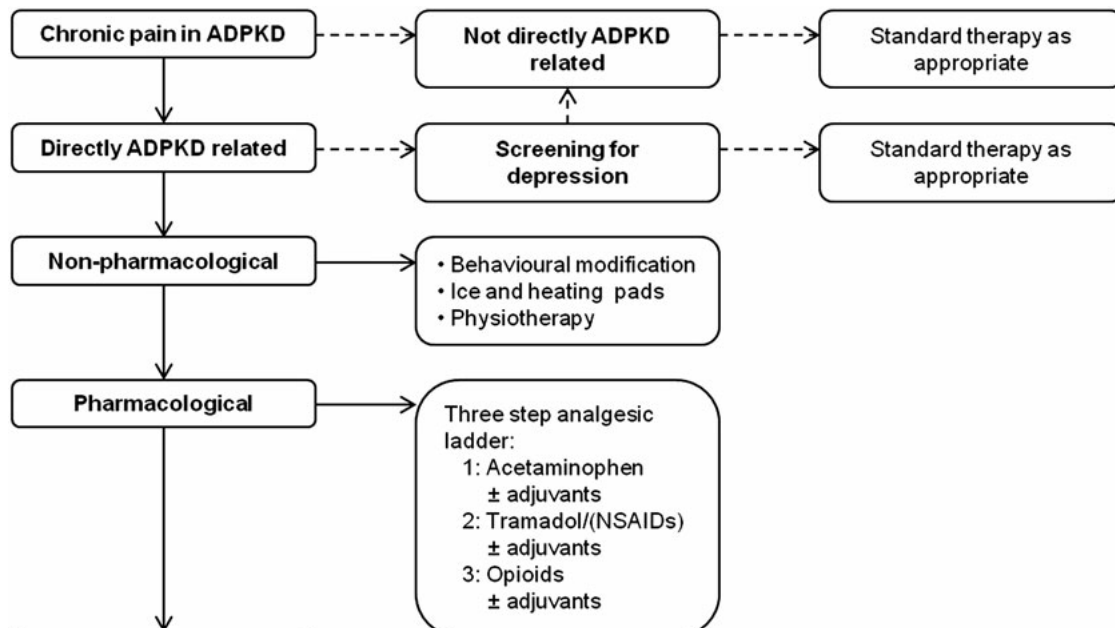 Chronic pain in ADPKD
Not directly ADPKD
related
Standard therapy as
appropriate
Directly ADPKD related
Screening for
depression
Standard therapy as
appropriate
Non-pharmacological
• Behavioural modification
• Ice and heating pads
• Physiotherapy
Pharmacological
Three step analgesic
ladder:
1: Acetaminophen
± adjuvants
2: Tramadol/(NSAIDs)
± adjuvants
3: Opioids
± adjuvants